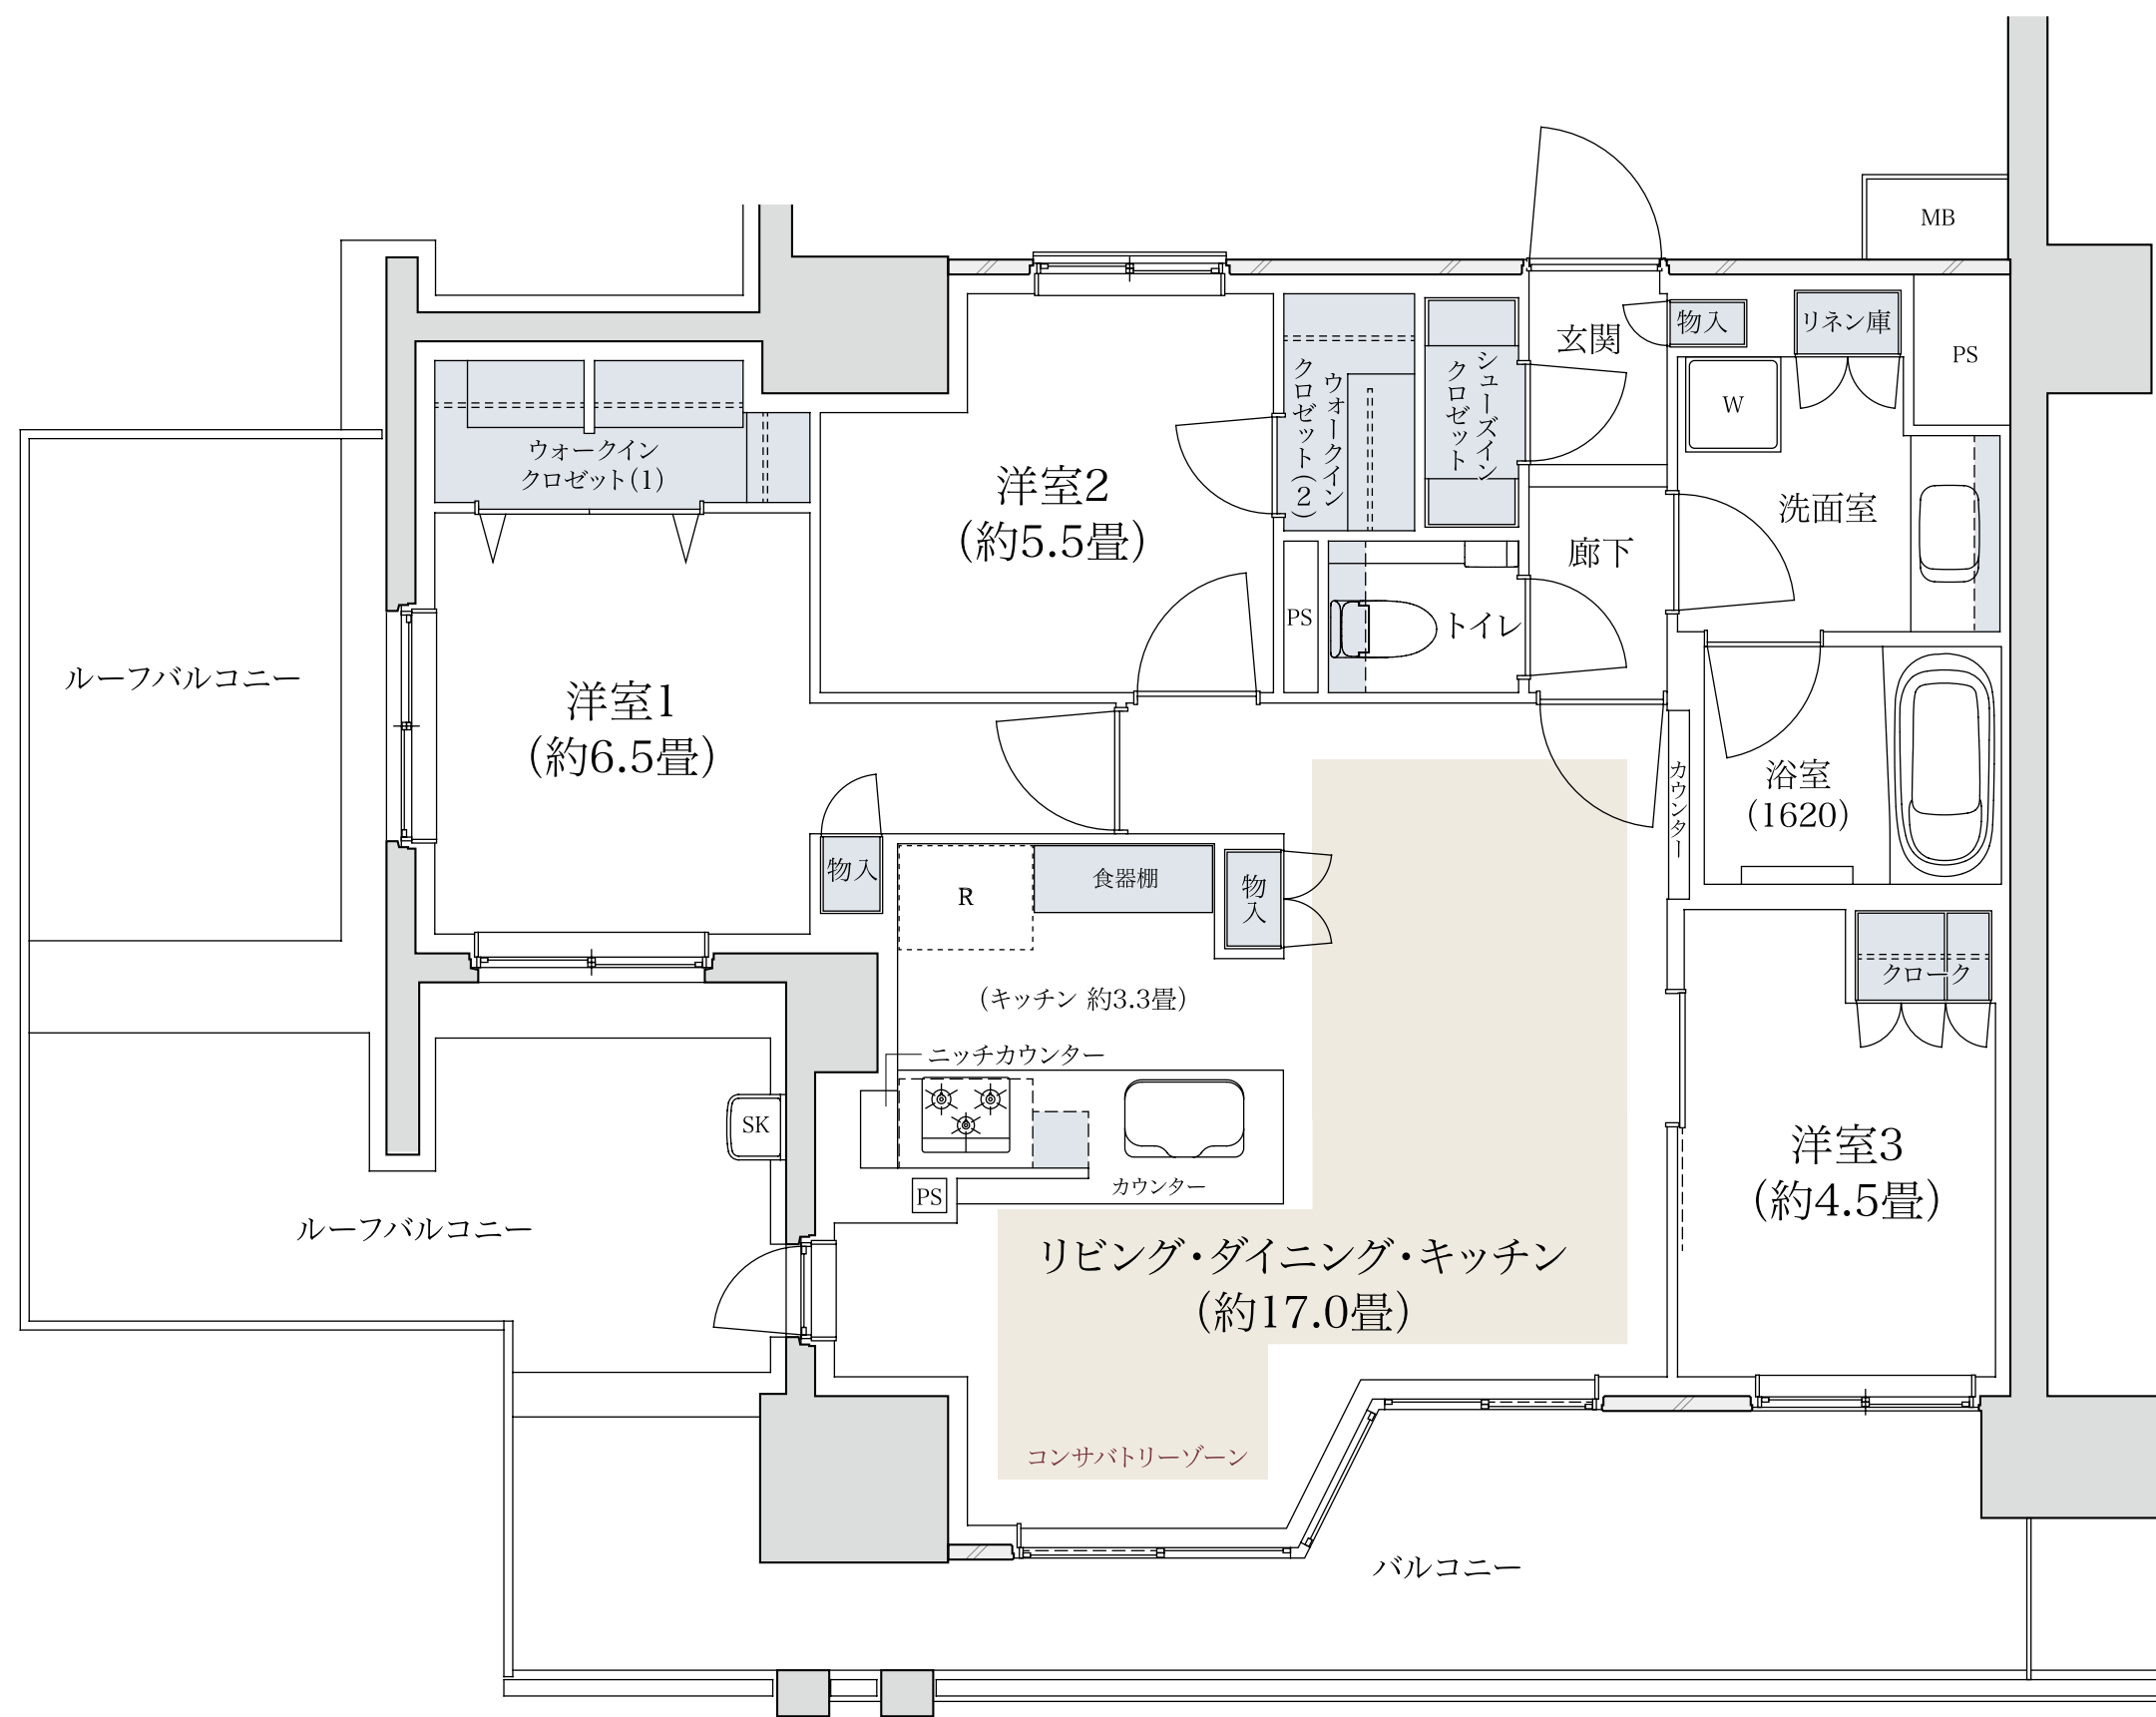 MB
玄関
物入
リネン庫
PS
W
ウォークイン
クロゼット(1)
洋室2
(約5.5畳)
ウォークイン
クロゼット(2)
シューズイン
クロゼット
洗面室
廊下
PS
トイレ
ルーフバルコニー
洋室1
(約6.5畳)
浴室
(1620)
カウンター
物入
R
食器棚
物入
クローク
(キッチン 約3.3畳)
ニッチカウンター
SK
PS
カウンター
洋室3
(約4.5畳)
ルーフバルコニー
リビング・ダイニング・キッチン
(約17.0畳)
コンサバトリーゾーン
バルコニー